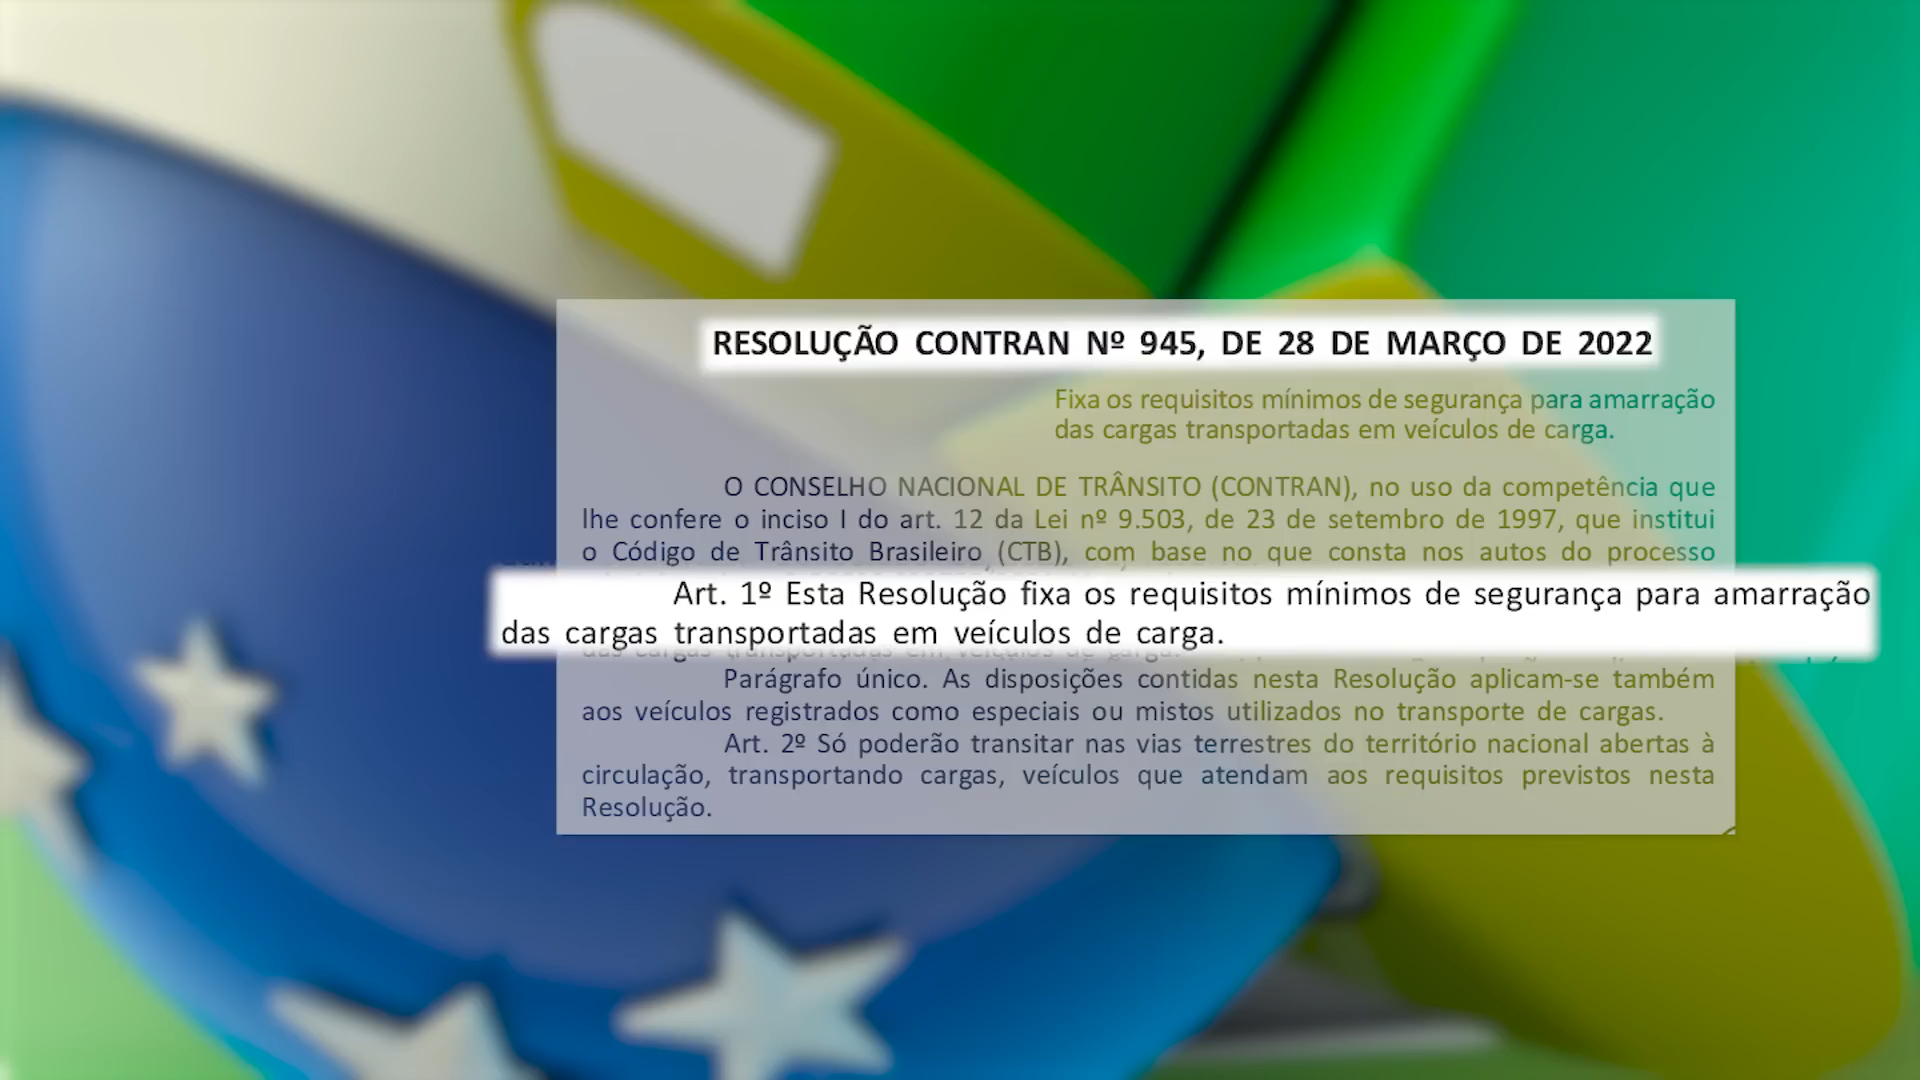 RESOLUÇÃO CONTRAN Nº 945, DE 28 DE MARÇO DE 2022
Fixa os requisitos mínimos de segurança para amarração
das cargas transportadas em veículos de carga.
O CONSELHO NACIONAL DE TRÂNSITO (CONTRAN), no uso da competência que
lhe confere o inciso I do art. 12 da Lei nº 9.503, de 23 de setembro de 1997, que institui
o Código de Trânsito Brasileiro (CTB), com base no que consta nos autos do processo
Art. 1º Esta Resolução fixa os requisitos mínimos de segurança para amarração
das cargas transportadas em veículos de carga.
Parágrafo único. As disposições contidas nesta Resolução aplicam-se também
aos veículos registrados como especiais ou mistos utilizados no transporte de cargas.
Art. 2º Só poderão transitar nas vias terrestres do território nacional abertas à
circulação, transportando cargas, veículos que atendam aos requisitos previstos nesta
Resolução.